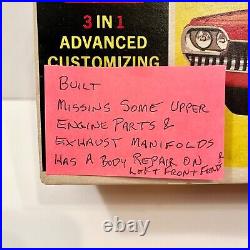 3 IN 1
ADVANCED
CUSTOMIZING
BUILT
MISSING SOME UPPER
ENGINE PARTS &
EXHAUST MANIFOLDS
HAS A BODY REPAIR ON
LEFT FRONT FENDER